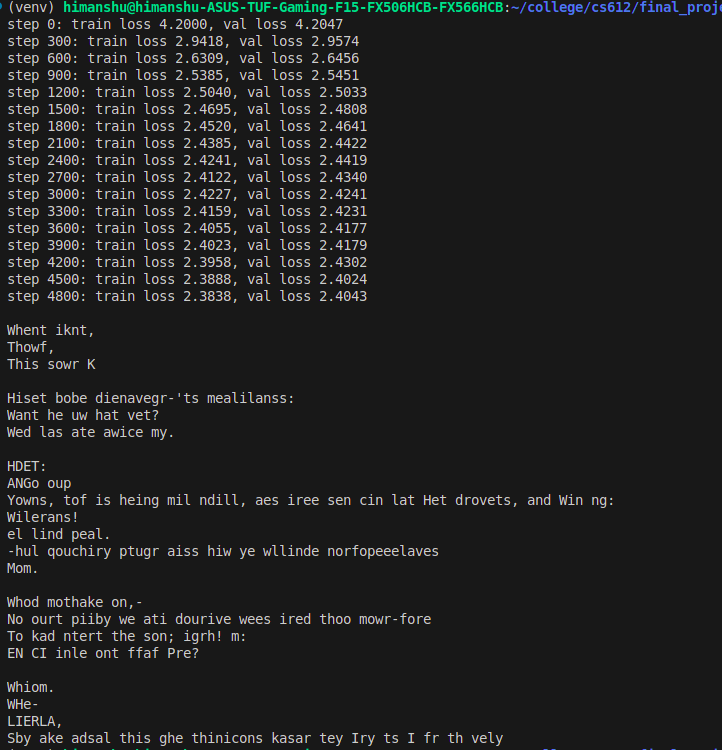 (venv) himanshu@himanshu-ASUS-TUF-Gaming-F15-FX506HCB-FX566HCB:~/college/cs612/final_proje
step 0: train loss 4.2000, val loss 4.2047
step 300: train loss 2.9418, val loss 2.9574
step 600: train loss 2.6309, val loss 2.6456
step 900: train loss 2.5385, val loss 2.5451
step 1200: train loss 2.5040, val loss 2.5033
step 1500: train loss 2.4695, val loss 2.4808
step 1800: train loss 2.4520, val loss 2.4641
step 2100: train loss 2.4385, val loss 2.4422
step 2400: train loss 2.4241, val loss 2.4419
step 2700: train loss 2.4122, val loss 2.4340
step 3000: train loss 2.4227, val loss 2.4241
step 3300: train loss 2.4159, val loss 2.4231
step 3600: train loss 2.4055, val loss 2.4177
step 3900: train loss 2.4023, val loss 2.4179
step 4200: train loss 2.3958, val loss 2.4302
step 4500: train loss 2.3888, val loss 2.4024
step 4800: train loss 2.3838, val loss 2.4043
Whent iknt,
Thowf,
This sowr K
Hiset bobe dienavegr-'ts mealilanss:
Want he uw hat vet?
Wed las ate awice my.
HDET:
ANGo oup
Yowns, tof is heing mil ndill, aes iree sen cin lat Het drovets, and Win ng:
Wilerans!
el lind peal.
-hul qouchiry ptugr aiss hiw ye wllinde norfopeeelaves
Mom.
Whod mothake on,-
No ourt piiby we ati dourive wees ired thoo mowr-fore
To kad ntert the son; igrh! m:
EN CI inle ont ffaf Pre?
Whiom.
WHe-
LIERLA,
Sby ake adsal this ghe thinicons kasar tey Iry ts I fr th vely